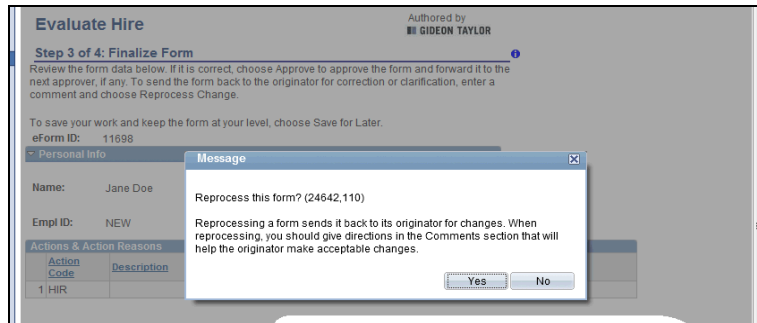 Evaluate Hire
Authored by
GIDEON TAYLOR
Step 3 of 4: Finalize Form
Review the form data below. If it is correct, choose Approve to approve the form and forward it to the
next approver, if any. To send the form back to the originator for correction or clarification, enter a
comment and choose Reprocess Change.
To save your work and keep the form at your level, choose Save for Later.
eForm ID: 11698
Personal Info
Name: Jane Doe
Empl ID: NEW
Actions & Action Reasons
Action
Code
Description
1 HIR
Message
Reprocess this form? (24642,110)
Reprocessing a form sends it back to its originator for changes. When
reprocessing, you should give directions in the Comments section that will
help the originator make acceptable changes.
Yes No